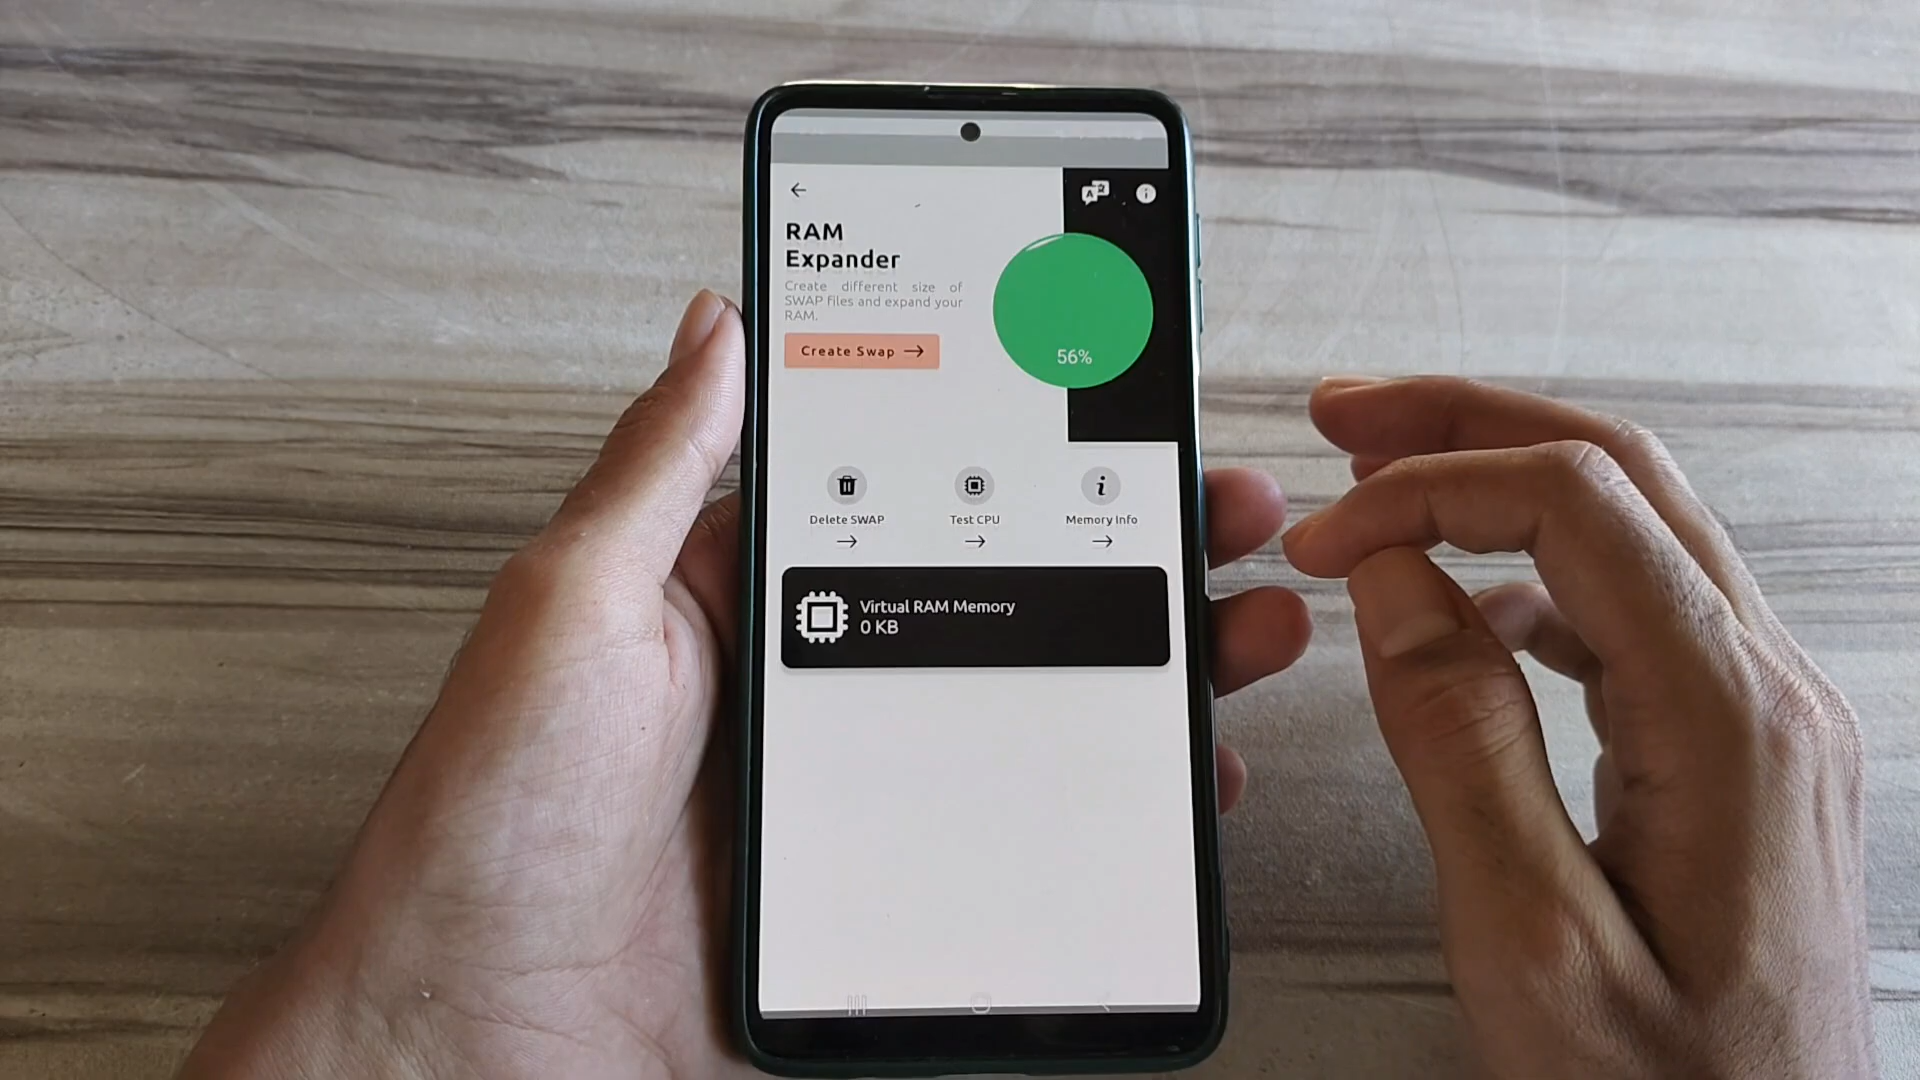 RAM
Expander
Create different size of
SWAP files and expand your
RAM.
Create Swap
56%
Delete SWAP
Test CPU
Memory Info
Virtual RAM Memory
0 KB